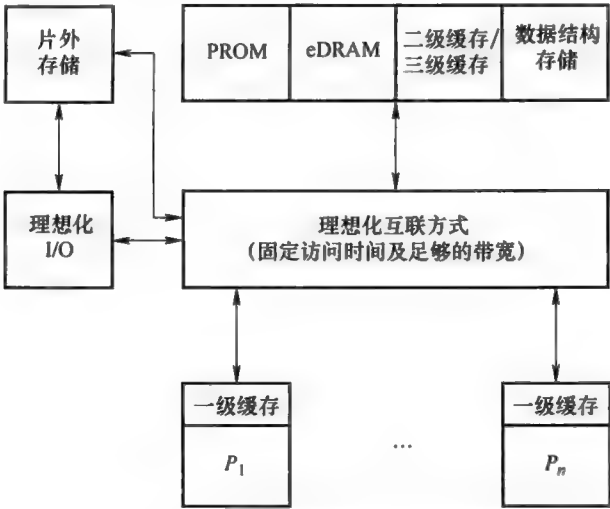 片外
存储
PROM
eDRAM
二级缓存/
三级缓存
数据结构
存储
理想化
I/O
理想化互联方式
(固定访问时间及足够的带宽)
一级缓存
P1
...
一级缓存
Pn